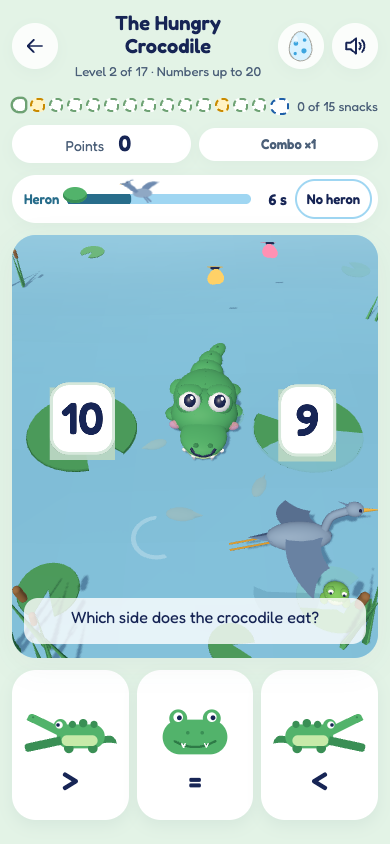 The Hungry
Crocodile
Level 2 of 17 · Numbers up to 20
0 of 15 snacks
Points 0
Combo ×1
Heron
6 s
No heron
10
9
Which side does the crocodile eat?
> = <